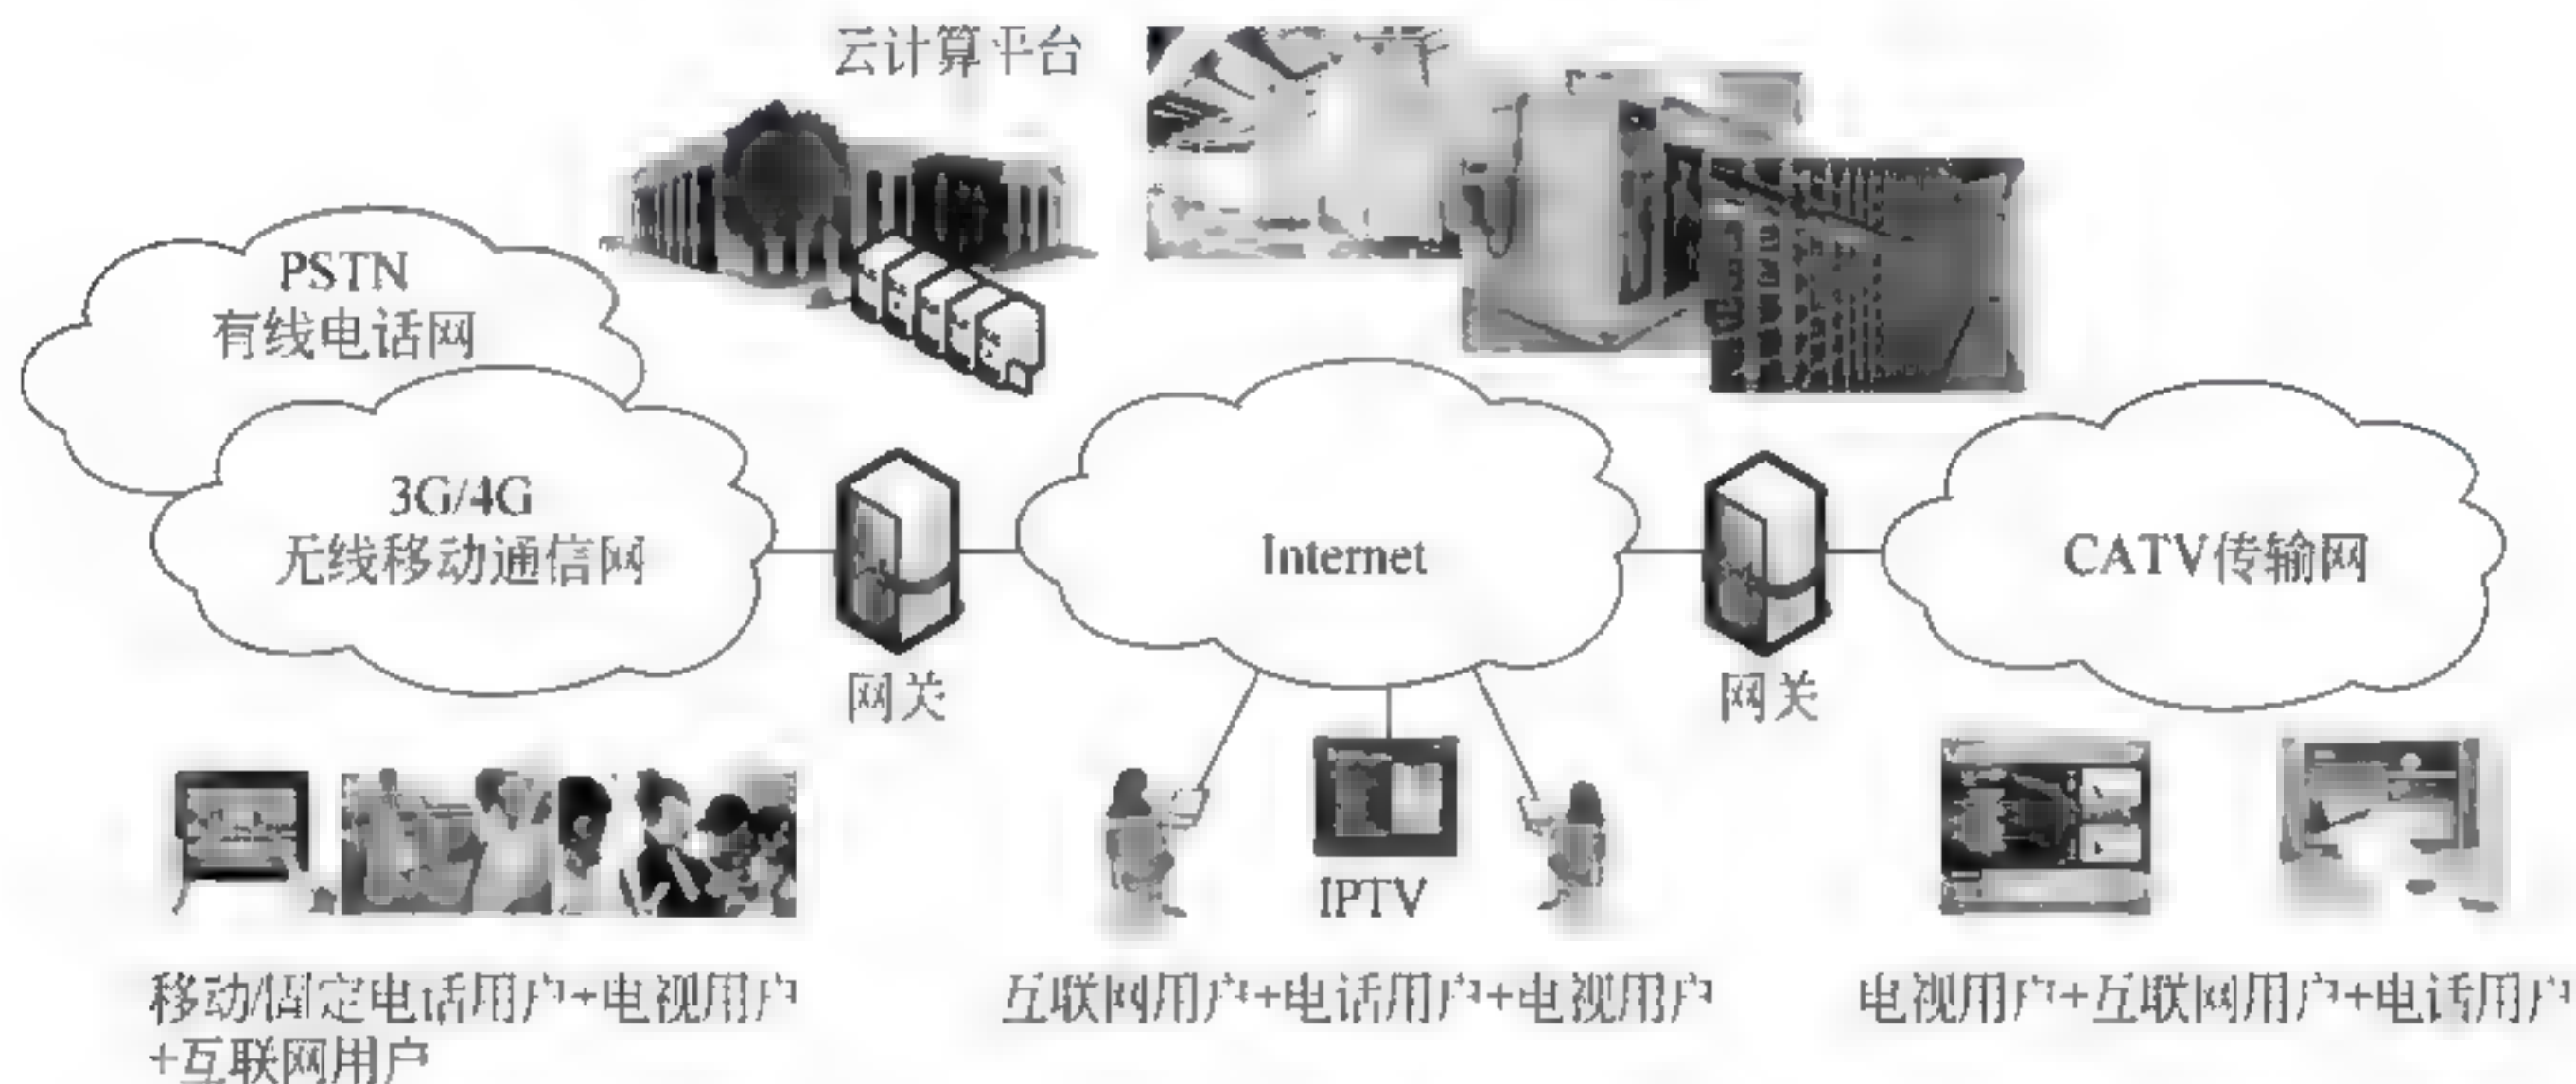 云计算平台
PSTN
有线电话网
3G/4G
无线移动通信网
Internet
CATV传输网
网关
网关
IPTV
移动/固定电话用户+电视用户
+互联网用户
互联网用户+电话用户+电视用户
电视用户+互联网用户+电话用户